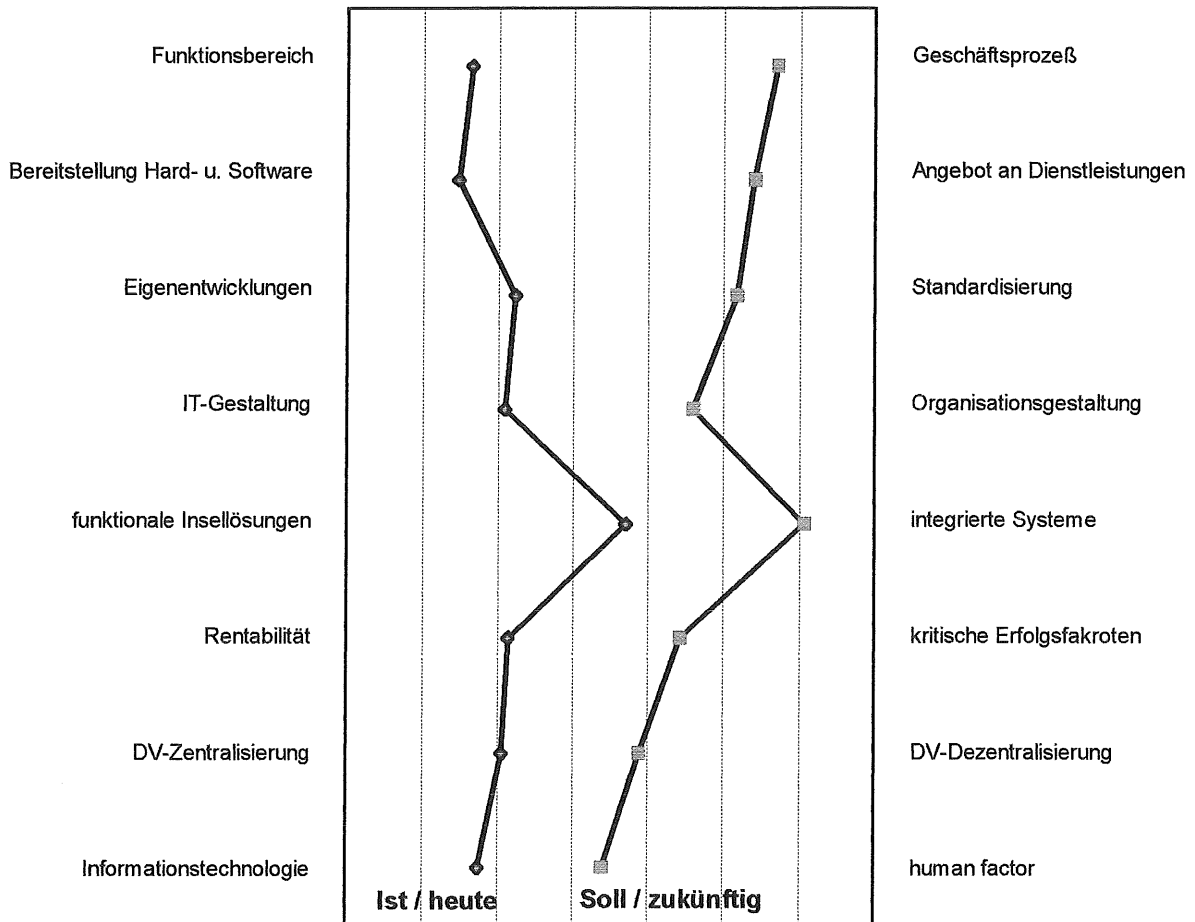 Funktionsbereich
Geschäftsprozeß
Bereitstellung Hard- u. Software
Angebot an Dienstleistungen
Eigenentwicklungen
Standardisierung
IT-Gestaltung
Organisationsgestaltung
funktionale Insellösungen
integrierte Systeme
Rentabilität
kritische Erfolgsfakroten
DV-Zentralisierung
DV-Dezentralisierung
Informationstechnologie
human factor
Ist / heute
Soll / zukünftig